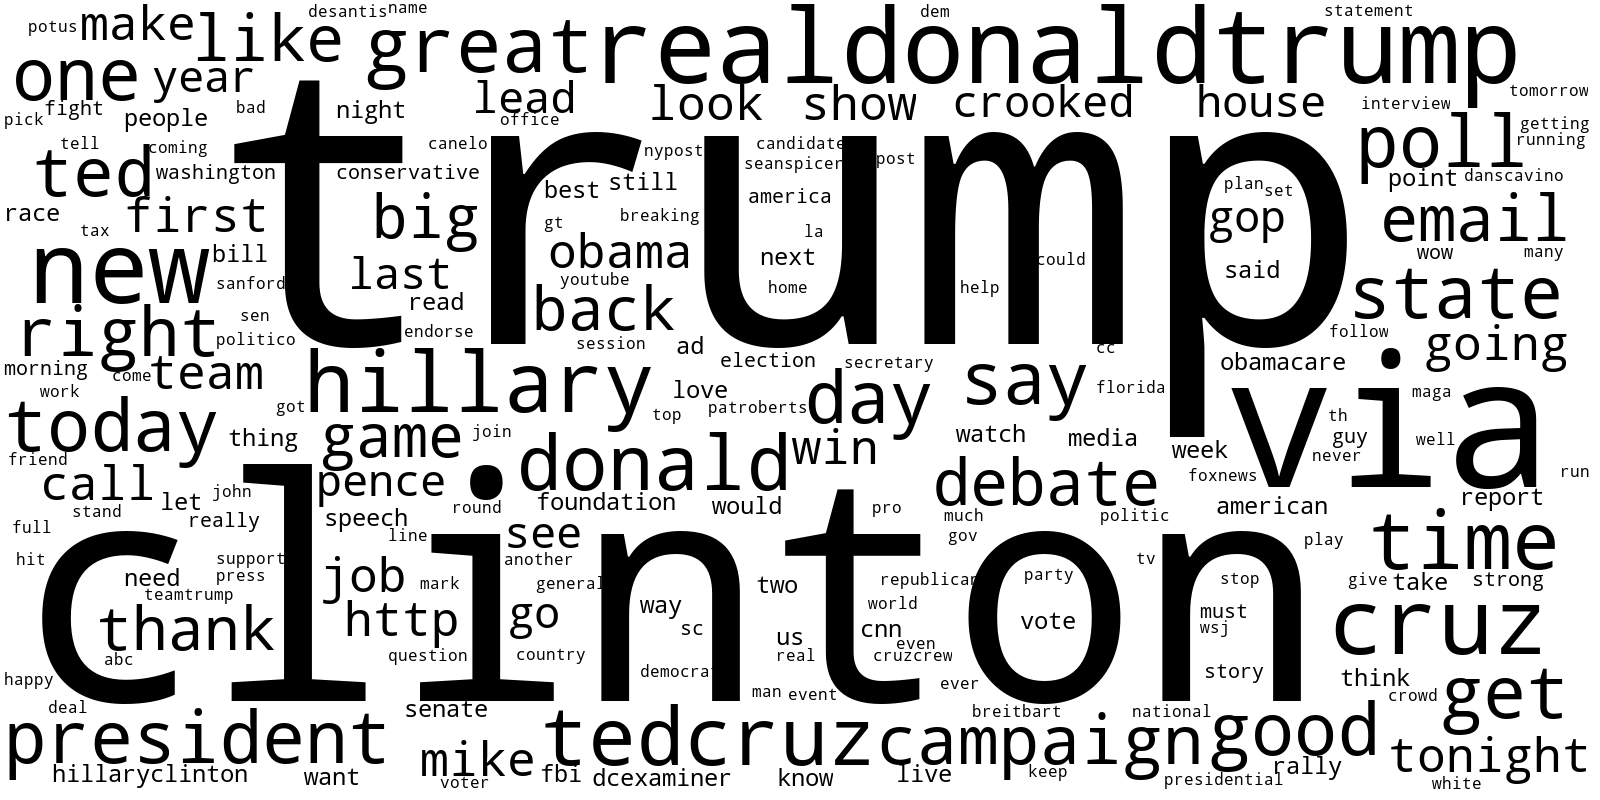 potus make like desantis name great realdonaldtrump dem statement
one year
pick fight people bad night lead office look show crooked house interview tomorrow
tell coming canelo nypost candidate seanspicer post poll getting running
ted washington conservative best still america plan set point danscavino
trump
race first big gt breaking la gop email
tax
new bill last obama next could said wow many
sanford read youtube home help state
right sen politico endorse back session ad cc follow going
morning come team hillary election secretary obamacare
work got love top patroberts day say florida maga
today thing game join donald win watch media via th guy never well
friend call let john pence foundation would debate week foxnews run
stand really speech round pro much gov politic american report
full line see another tv play time
hit need support press job mark general two republican party stop give take strong
clinton
teamtrump thank http go way sc us world cnn even vote must wsj cruz
abc question country democrat real cruzcrew story think
happy man event ever crowd get
deal president senate tedcruz campaign breitbart national good tonight
hillaryclinton want mike voter fbi dcexaminer know live keep presidential rally white